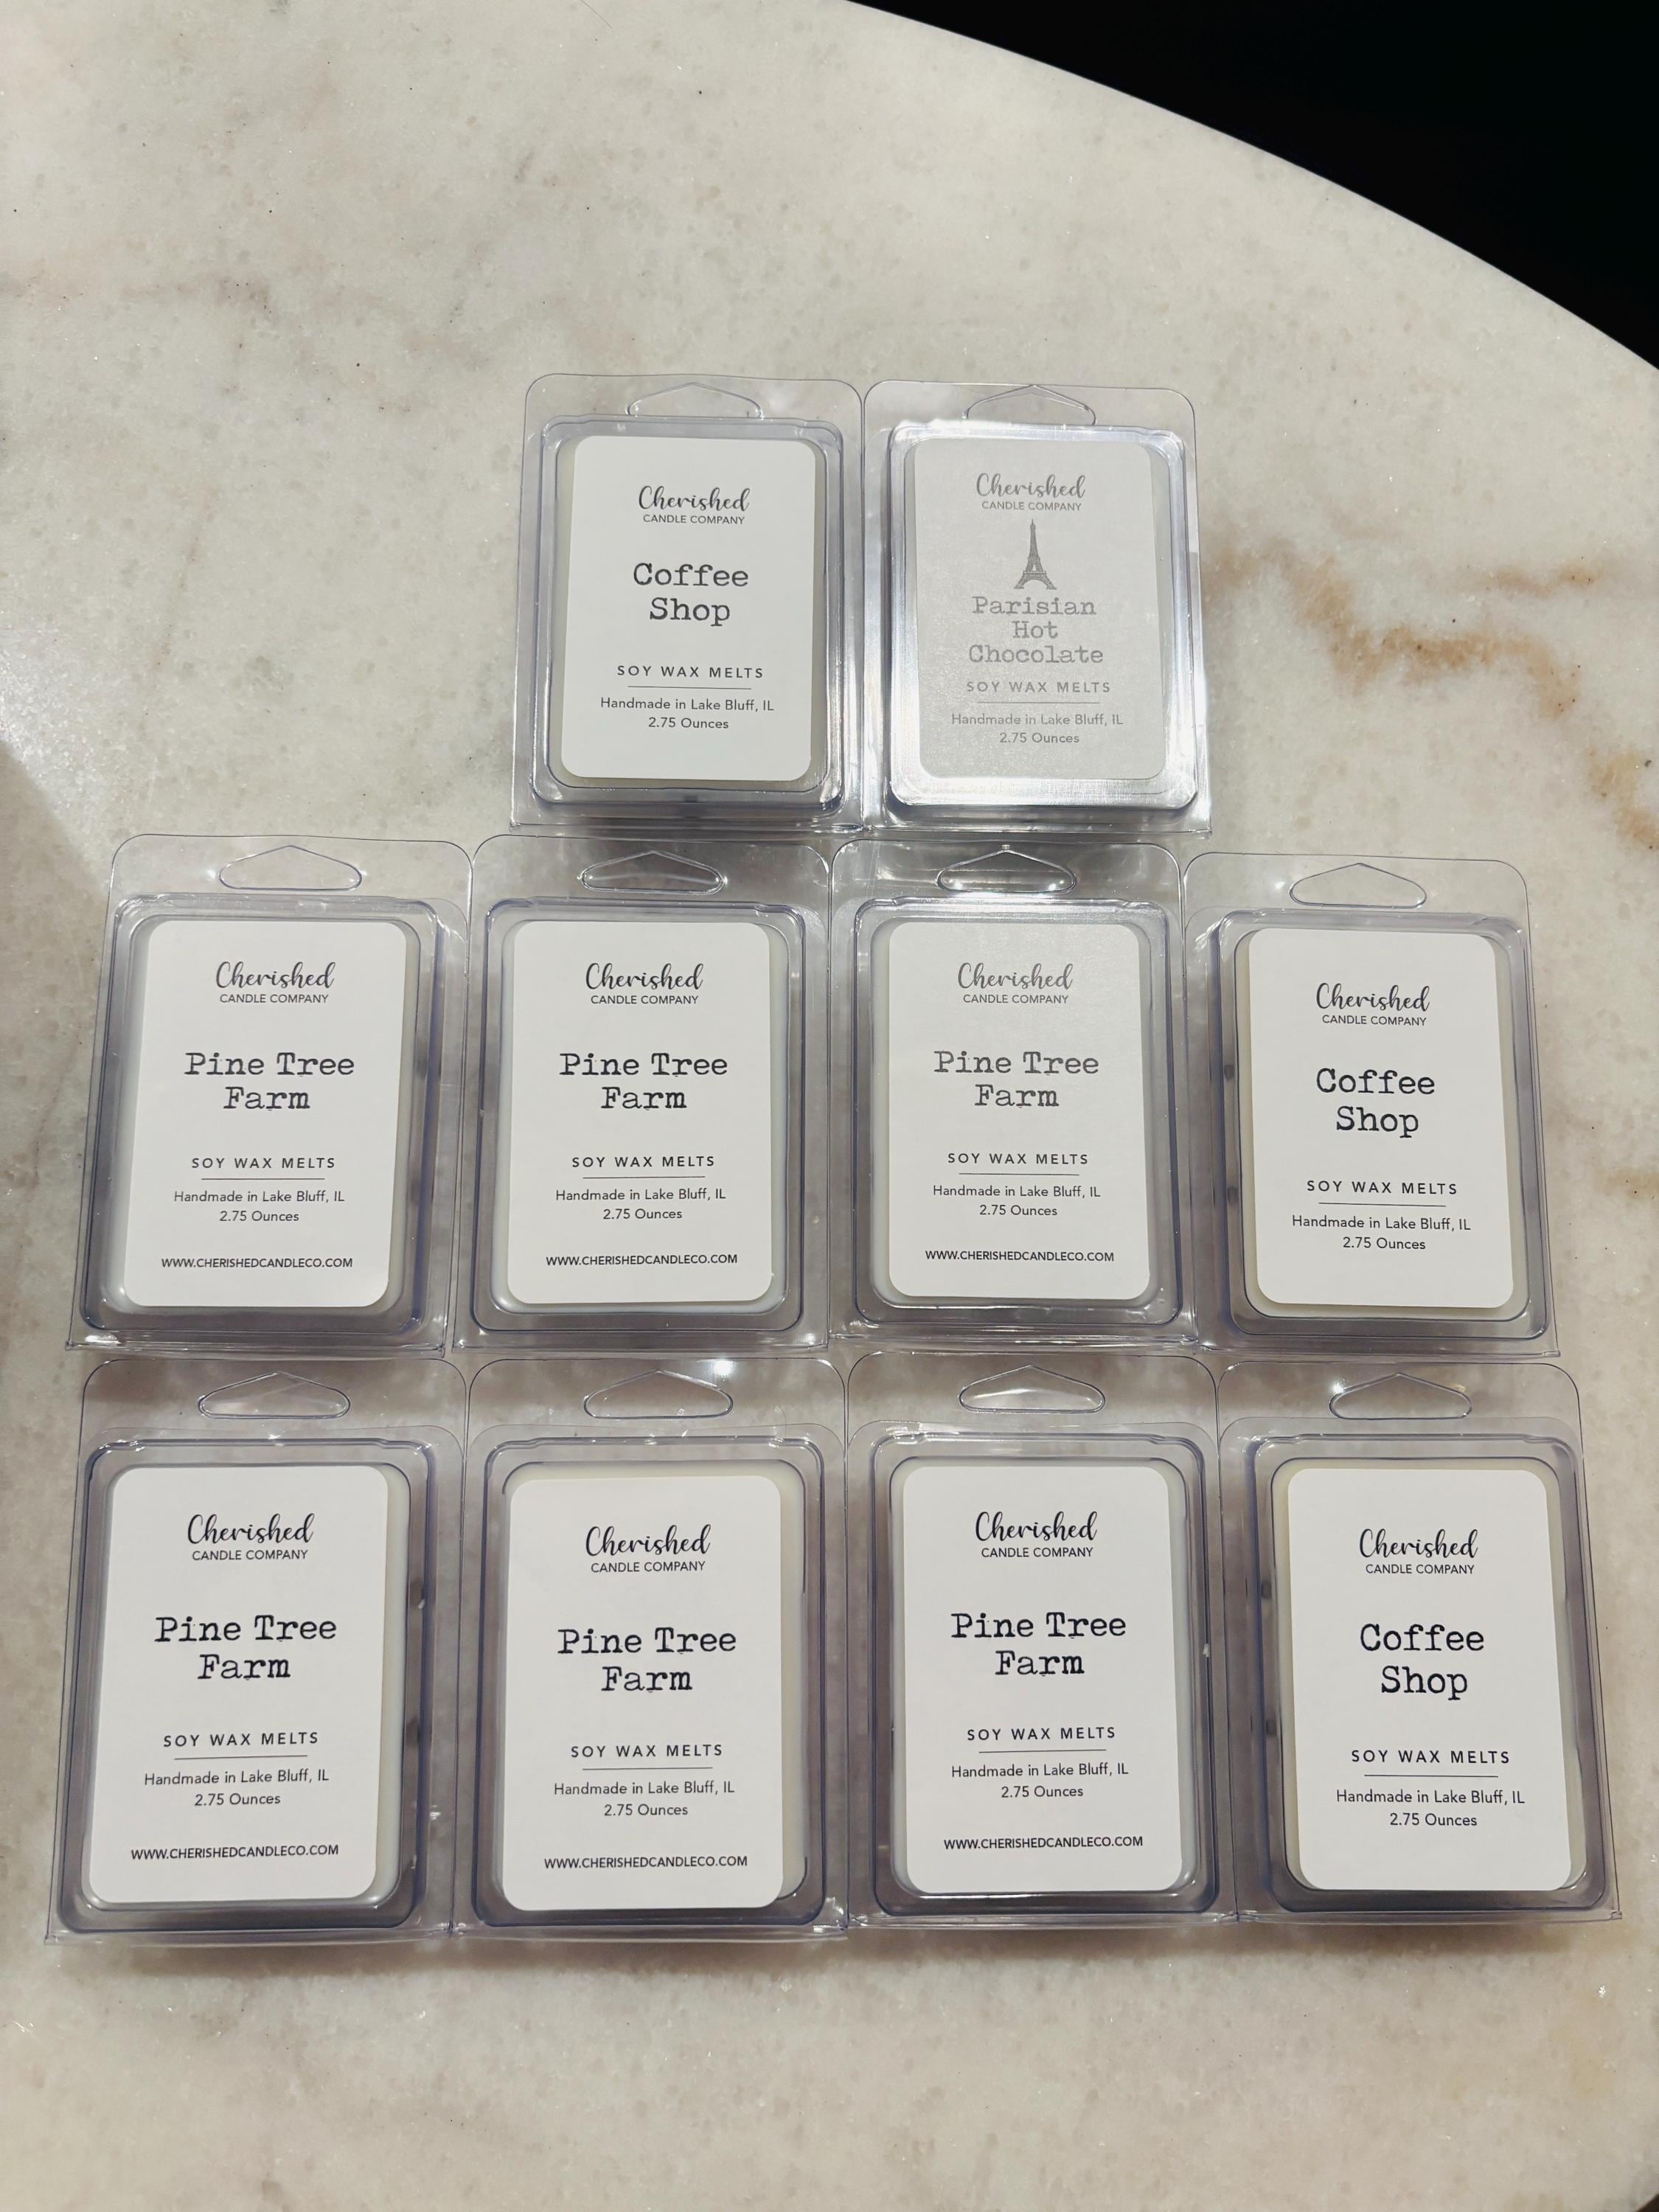 Cherished
CANDLE COMPANY
Coffee
Shop
SOY WAX MELTS
Handmade in Lake Bluff, IL
2.75 Ounces
Cherished
CANDLE COMPANY
Parisian
Hot
Chocolate
SOY WAX MELTS
Handmade in Lake Bluff, IL
2.75 Ounces
Cherished
CANDLE COMPANY
Pine Tree
Farm
SOY WAX MELTS
Handmade in Lake Bluff, IL
2.75 Ounces
WWW.CHERISHEDCANDLECO.COM
Cherished
CANDLE COMPANY
Pine Tree
Farm
SOY WAX MELTS
Handmade in Lake Bluff, IL
2.75 Ounces
WWW.CHERISHEDCANDLECO.COM
Cherished
CANDLE COMPANY
Pine Tree
Farm
SOY WAX MELTS
Handmade in Lake Bluff, IL
2.75 Ounces
WWW.CHERISHEDCANDLECO.COM
Cherished
CANDLE COMPANY
Coffee
Shop
SOY WAX MELTS
Handmade in Lake Bluff, IL
2.75 Ounces
Cherished
CANDLE COMPANY
Pine Tree
Farm
SOY WAX MELTS
Handmade in Lake Bluff, IL
2.75 Ounces
WWW.CHERISHEDCANDLECO.COM
Cherished
CANDLE COMPANY
Pine Tree
Farm
SOY WAX MELTS
Handmade in Lake Bluff, IL
2.75 Ounces
WWW.CHERISHEDCANDLECO.COM
Cherished
CANDLE COMPANY
Pine Tree
Farm
SOY WAX MELTS
Handmade in Lake Bluff, IL
2.75 Ounces
WWW.CHERISHEDCANDLECO.COM
Cherished
CANDLE COMPANY
Coffee
Shop
SOY WAX MELTS
Handmade in Lake Bluff, IL
2.75 Ounces